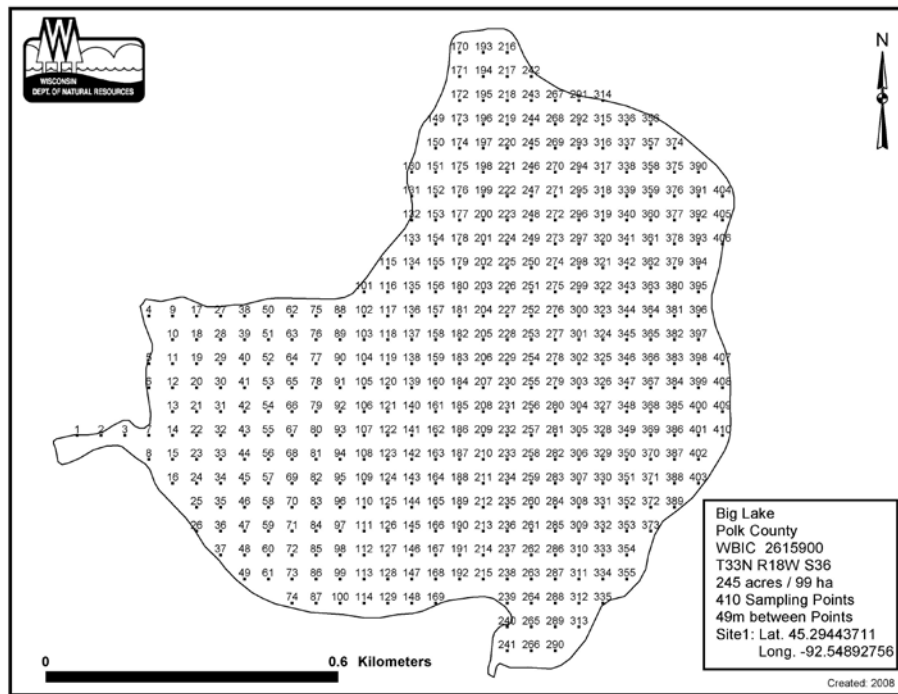 WISCONSIN
DEPT. OF NATURAL RESOURCES
N
170 193 216
171 194 217 242
172 195 218 243 267 291 314
149 173 196 219 244 268 292 315 336 356
150 174 197 220 245 269 293 316 337 357 374
130 151 175 198 221 246 270 294 317 338 358 375 390
131 152 176 199 222 247 271 295 318 339 359 376 391 404
132 153 177 200 223 248 272 296 319 340 360 377 392 405
133 154 178 201 224 249 273 297 320 341 361 378 393 406
115 134 155 179 202 225 250 274 298 321 342 362 379 394
101 116 135 156 180 203 226 251 275 299 322 343 363 380 395
4 9 17 27 38 50 62 75 88 102 117 136 157 181 204 227 252 276 300 323 344 364 381 396
10 18 28 39 51 63 76 89 103 118 137 158 182 205 228 253 277 301 324 345 365 382 397
5 11 19 29 40 52 64 77 90 104 119 138 159 183 206 229 254 278 302 325 346 366 383 398 407
6 12 20 30 41 53 65 78 91 105 120 139 160 184 207 230 255 279 303 326 347 367 384 399 408
13 21 31 42 54 66 79 92 106 121 140 161 185 208 231 256 280 304 327 348 368 385 400 409
1 2 3 7 14 22 32 43 55 67 80 93 107 122 141 162 186 209 232 257 281 305 328 349 369 386 401 410
8 15 23 33 44 56 68 81 94 108 123 142 163 187 210 233 258 282 306 329 350 370 387 402
16 24 34 45 57 69 82 95 109 124 143 164 188 211 234 259 283 307 330 351 371 388 403
25 35 46 58 70 83 96 110 125 144 165 189 212 235 260 284 308 331 352 372 389
26 36 47 59 71 84 97 111 126 145 166 190 213 236 261 285 309 332 353 373
37 48 60 72 85 98 112 127 146 167 191 214 237 262 286 310 333 354
49 61 73 86 99 113 128 147 168 192 215 238 263 287 311 334 355
74 87 100 114 129 148 169 239 264 288 312 335
240 265 289 313
241 266 290
Big Lake
Polk County
WBIC 2615900
T33N R18W S36
245 acres / 99 ha
410 Sampling Points
49m between Points
Site1: Lat. 45.29443711
Long. -92.54892756
0 0.6 Kilometers
Created: 2008